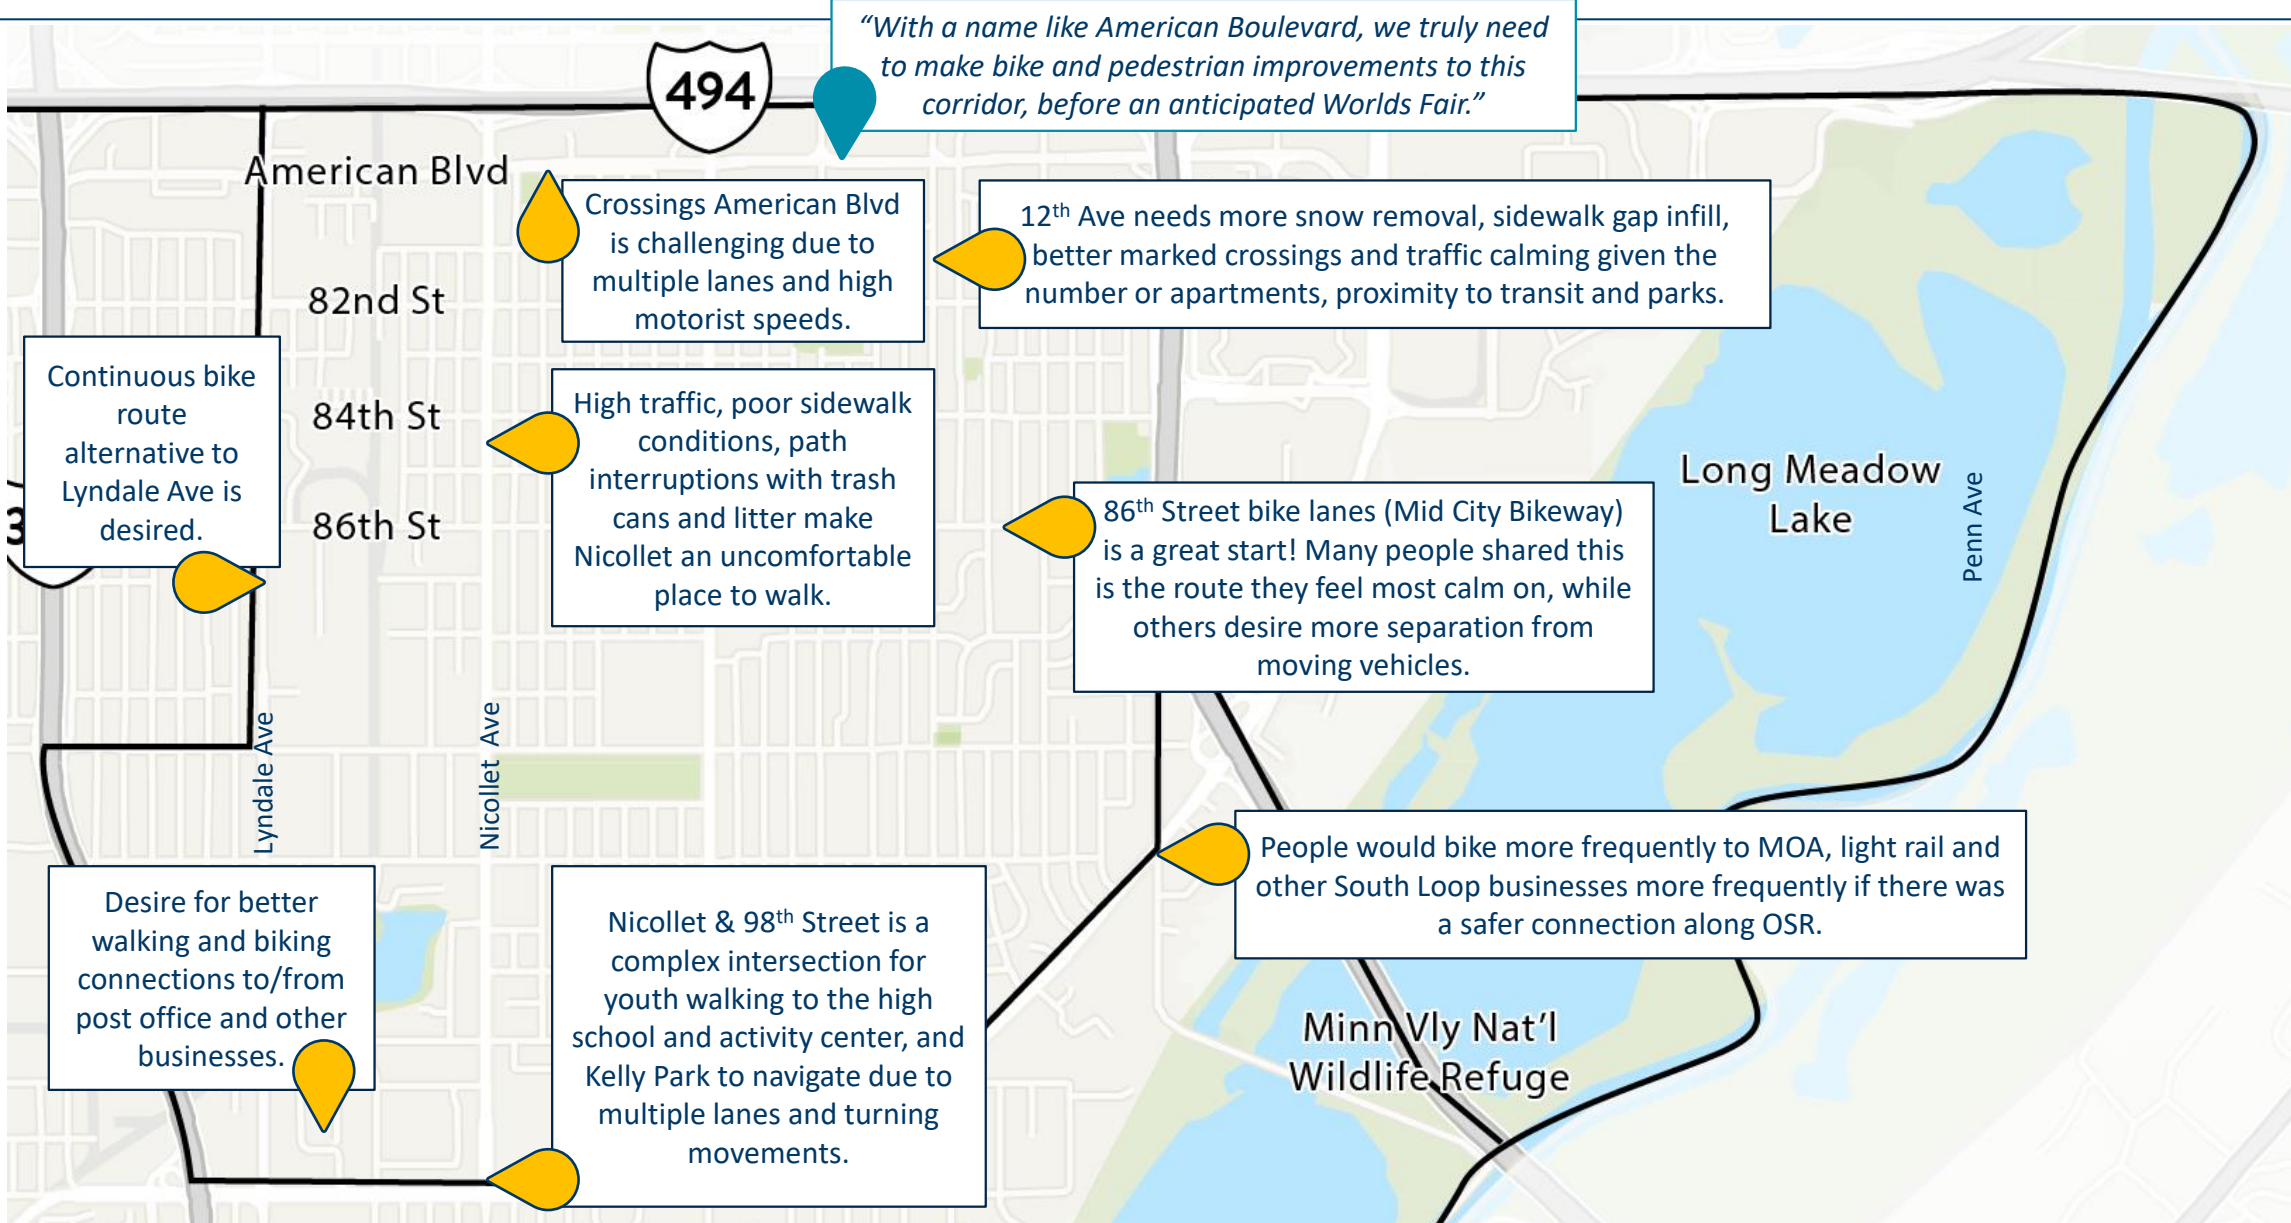 “With a name like American Boulevard, we truly need
to make bike and pedestrian improvements to this
corridor, before an anticipated Worlds Fair.”
494
American Blvd
Crossings American Blvd
is challenging due to
multiple lanes and high
motorist speeds.
12th Ave needs more snow removal, sidewalk gap infill,
better marked crossings and traffic calming given the
number or apartments, proximity to transit and parks.
82nd St
Continuous bike
route
alternative to
Lyndale Ave is
desired.
84th St
High traffic, poor sidewalk
conditions, path
interruptions with trash
cans and litter make
Nicollet an uncomfortable
place to walk.
3
86th St
86th Street bike lanes (Mid City Bikeway)
is a great start! Many people shared this
is the route they feel most calm on, while
others desire more separation from
moving vehicles.
Long Meadow
Lake
Penn Ave
Lyndale Ave
Nicollet Ave
People would bike more frequently to MOA, light rail and
other South Loop businesses more frequently if there was
a safer connection along OSR.
Desire for better
walking and biking
connections to/from
post office and other
businesses.
Nicollet & 98th Street is a
complex intersection for
youth walking to the high
school and activity center, and
Kelly Park to navigate due to
multiple lanes and turning
movements.
Minn Vly Nat’l
Wildlife Refuge